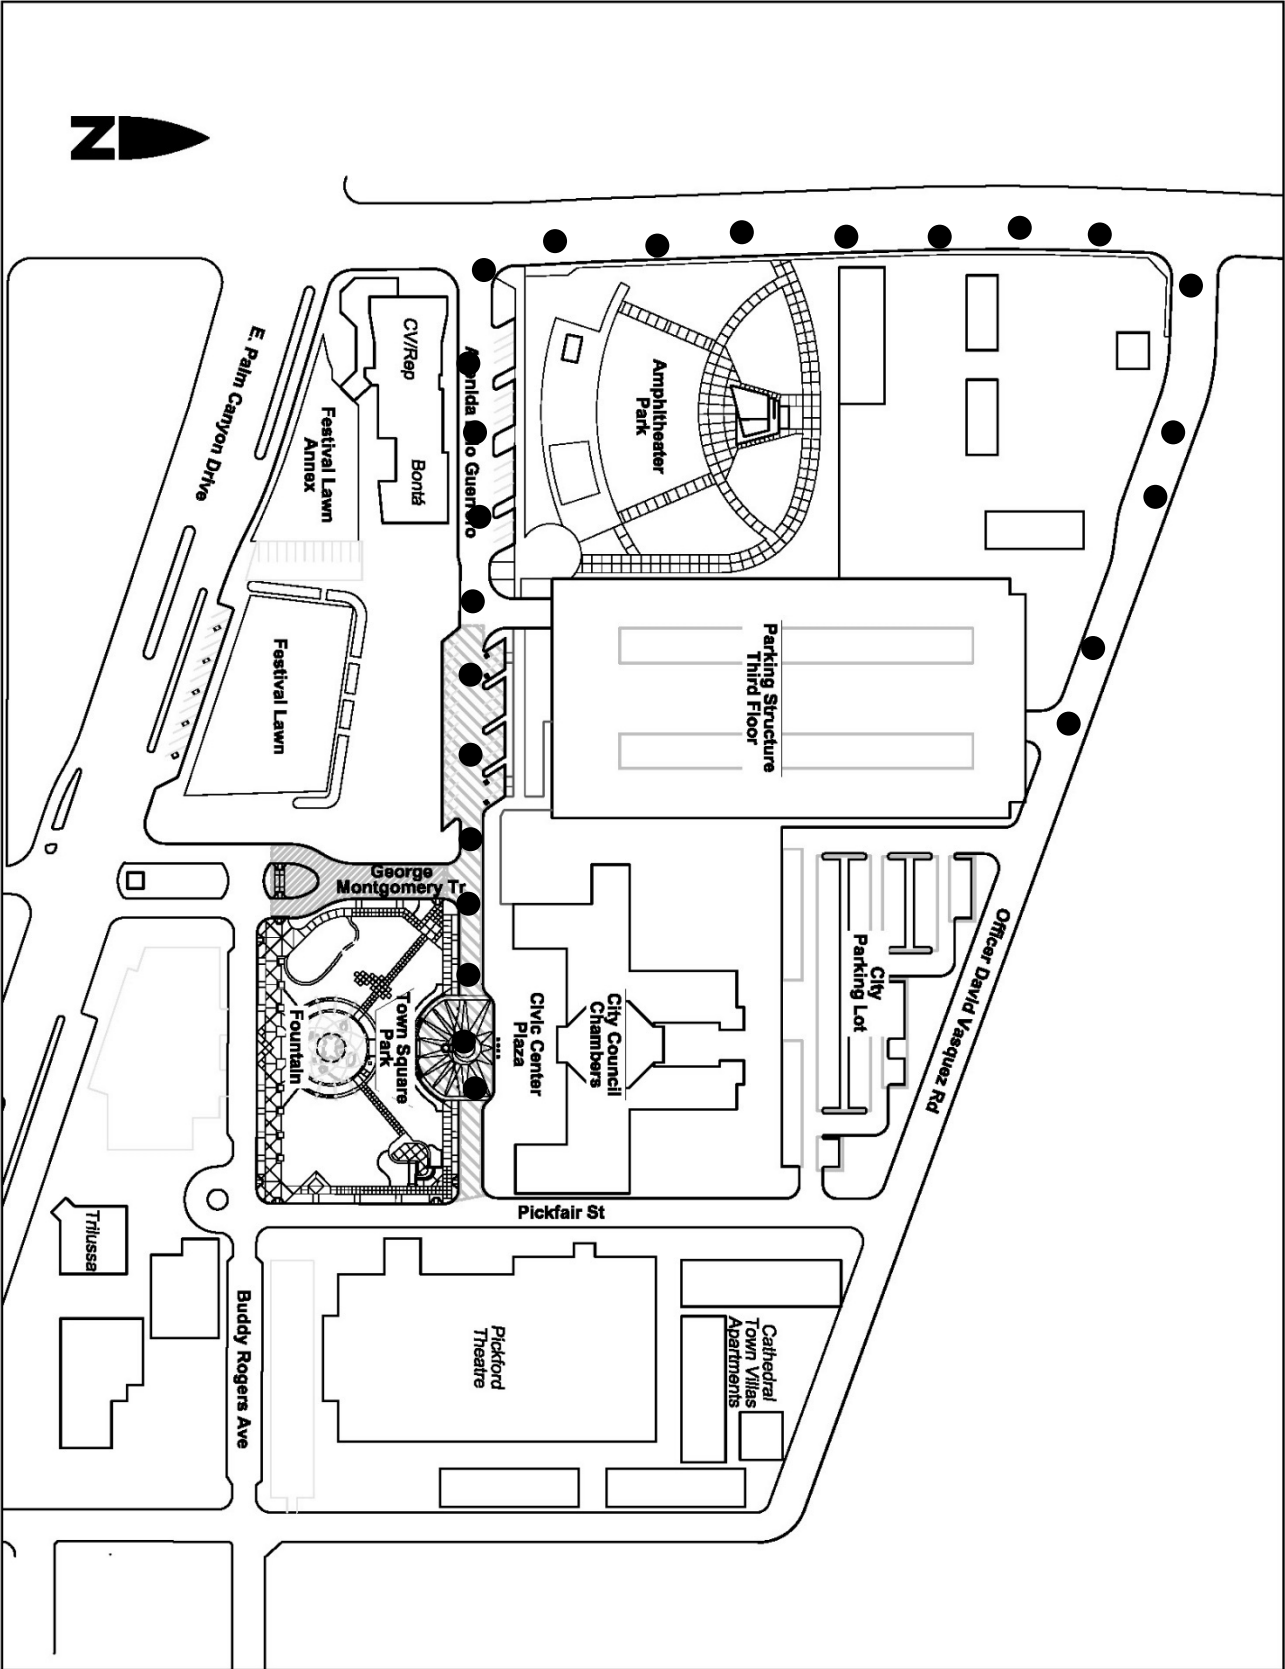 N
E. Palm Canyon Drive
CV/Rep
Bontá
Festival Lawn
Annex
Avenida Lalo Guerrero
Amphitheater
Park
Festival Lawn
Parking Structure
Third Floor
George
Montgomery Tr
Town Square
Park
Fountain
Civic Center
Plaza
City Council
Chambers
City
Parking Lot
Officer David Vasquez Rd
Pickfair St
Trilussa
Buddy Rogers Ave
Pickford
Theatre
Cathedral
Town Villas
Apartments